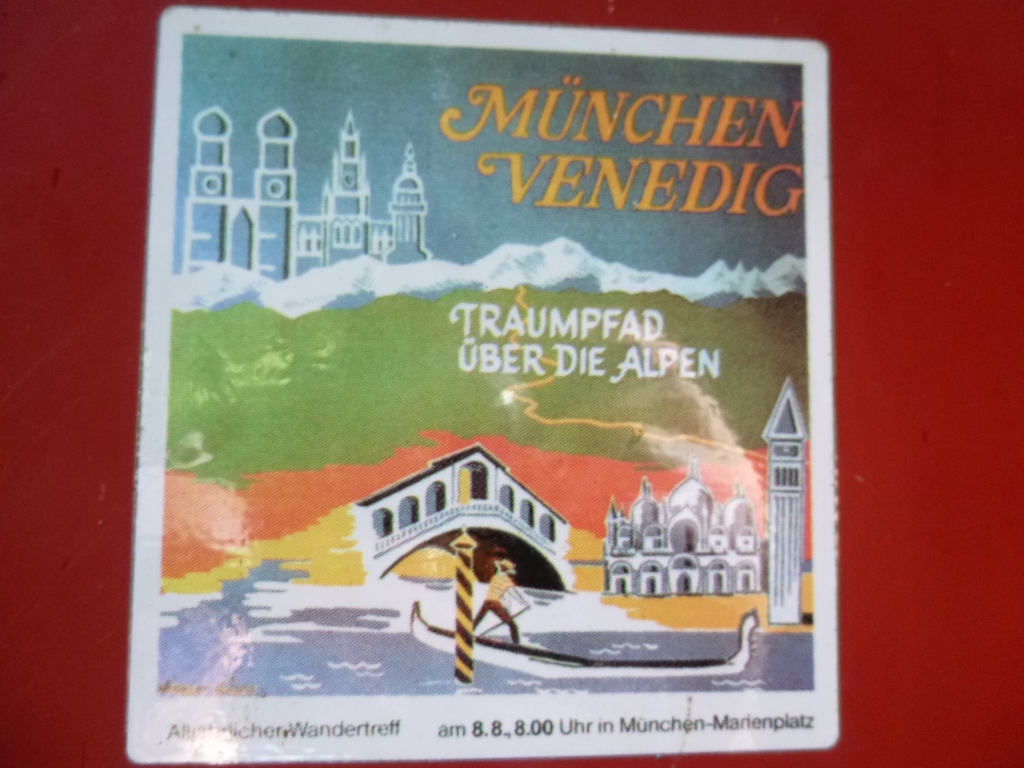 MÜNCHEN
VENEDIG
TRAUMPFAD
ÜBER DIE ALPEN
Alljährlicher Wandertreff am 8.8., 8.00 Uhr in München-Marienplatz